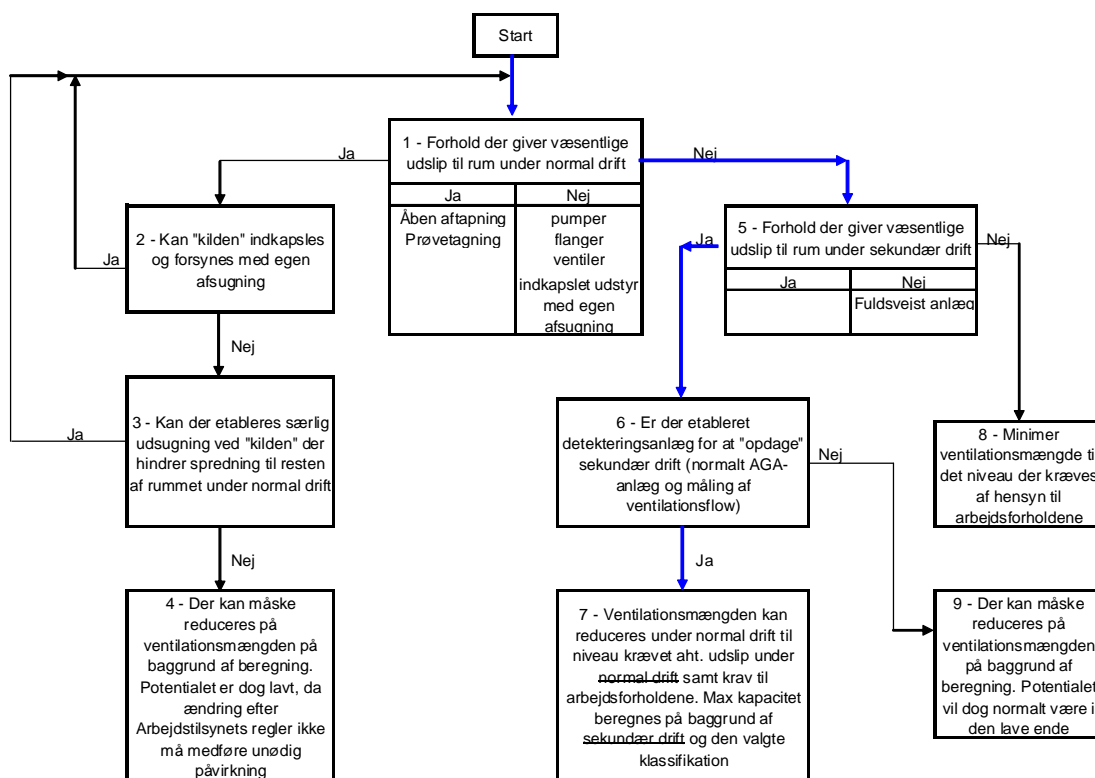 Start
1 - Forhold der giver væsentlige
udslip til rum under normal drift
Ja
Nej
Ja
Nej
Åben aftapning
Prøvetagning
pumper
flanger
ventiler
indkapslet udstyr
med egen
afsugning
2 - Kan "kilden" indkapsles
og forsynes med egen
afsugning
Ja
5 - Forhold der giver væsentlige
udslip til rum under sekundær drift
Ja
Nej
Ja
Nej
Fuldsvejst anlæg
Nej
3 - Kan der etableres særlig
udsugning ved "kilden" der
hindrer spredning til resten
af rummet under normal drift
Ja
6 - Er der etableret
detekteringsanlæg for at "opdage"
sekundær drift (normalt AGA-
anlæg og måling af
ventilationsflow)
Nej
8 - Minimer
ventilationsmængde ti
det niveau der kræves
af hensyn til
arbejdsforholdene
Nej
Ja
4 - Der kan måske
reduceres på
ventilationsmængden på
baggrund af beregning.
Potentialet er dog lavt, da
ændring efter
Arbejdstilsynets regler ikke
må medføre unødig
påvirkning
7 - Ventilationsmængden kan
reduceres under normal drift til
niveau krævet aht. udslip under
normal drift samt krav til
arbejdsforholdene. Max kapacitet
beregnes på baggrund af
sekundær drift og den valgte
klassifikation
9 - Der kan måske
reduceres på
ventilationsmængden
på baggrund af
beregning. Potentialet
vil dog normalt være i
den lave ende